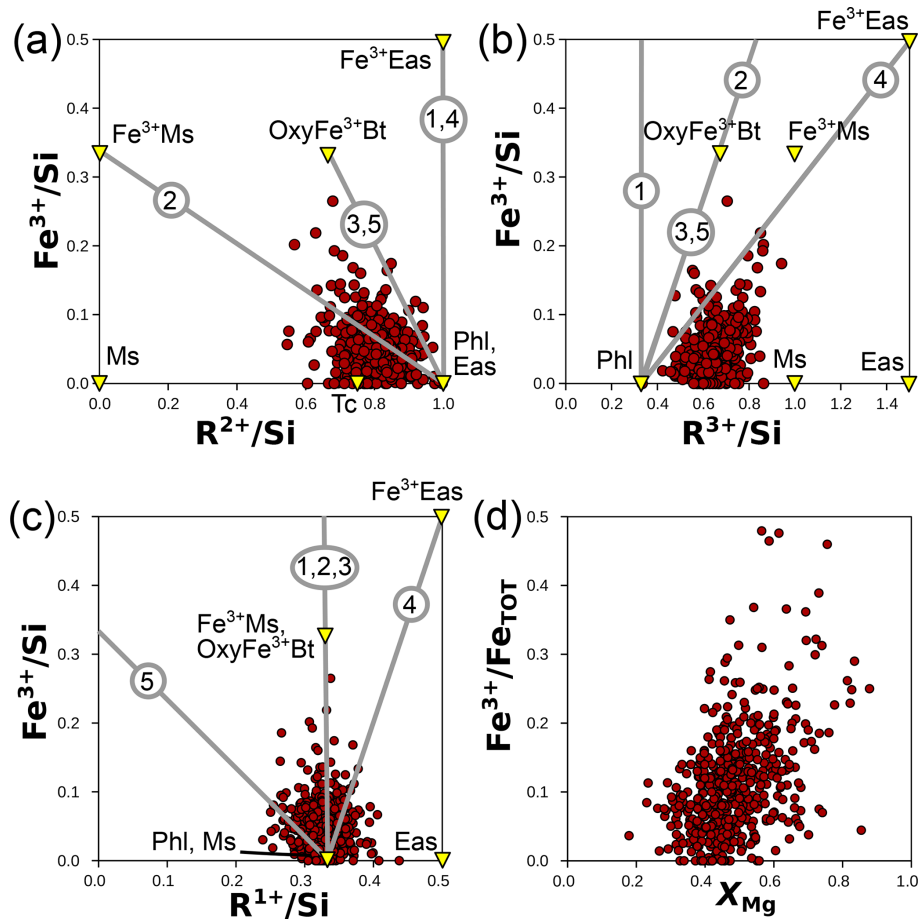 (a)
0.5
0.4
0.3
0.2
0.1
0.0
Fe³⁺/Si
Fe³⁺Eas
Fe³⁺Ms
OxyFe³⁺Bt
1,4
2
3,5
Ms
Phl,
Eas
Tc
0.0 0.2 0.4 0.6 0.8 1.0
R²⁺/Si
(b)
0.5
0.4
0.3
0.2
0.1
0.0
Fe³⁺/Si
Fe³⁺Eas
2
4
OxyFe³⁺Bt
Fe³⁺Ms
1
3,5
Phl
Ms
Eas
0.0 0.2 0.4 0.6 0.8 1.0 1.2 1.4
R³⁺/Si
(c)
0.5
0.4
0.3
0.2
0.1
0.0
Fe³⁺/Si
Fe³⁺Eas
1,2,3
4
Fe³⁺Ms,
OxyFe³⁺Bt
5
Phl, Ms
Eas
0.0 0.1 0.2 0.3 0.4 0.5
R¹⁺/Si
(d)
0.5
0.4
0.3
0.2
0.1
0.0
Fe³⁺/Fe_TOT
0.0 0.2 0.4 0.6 0.8 1.0
X_Mg